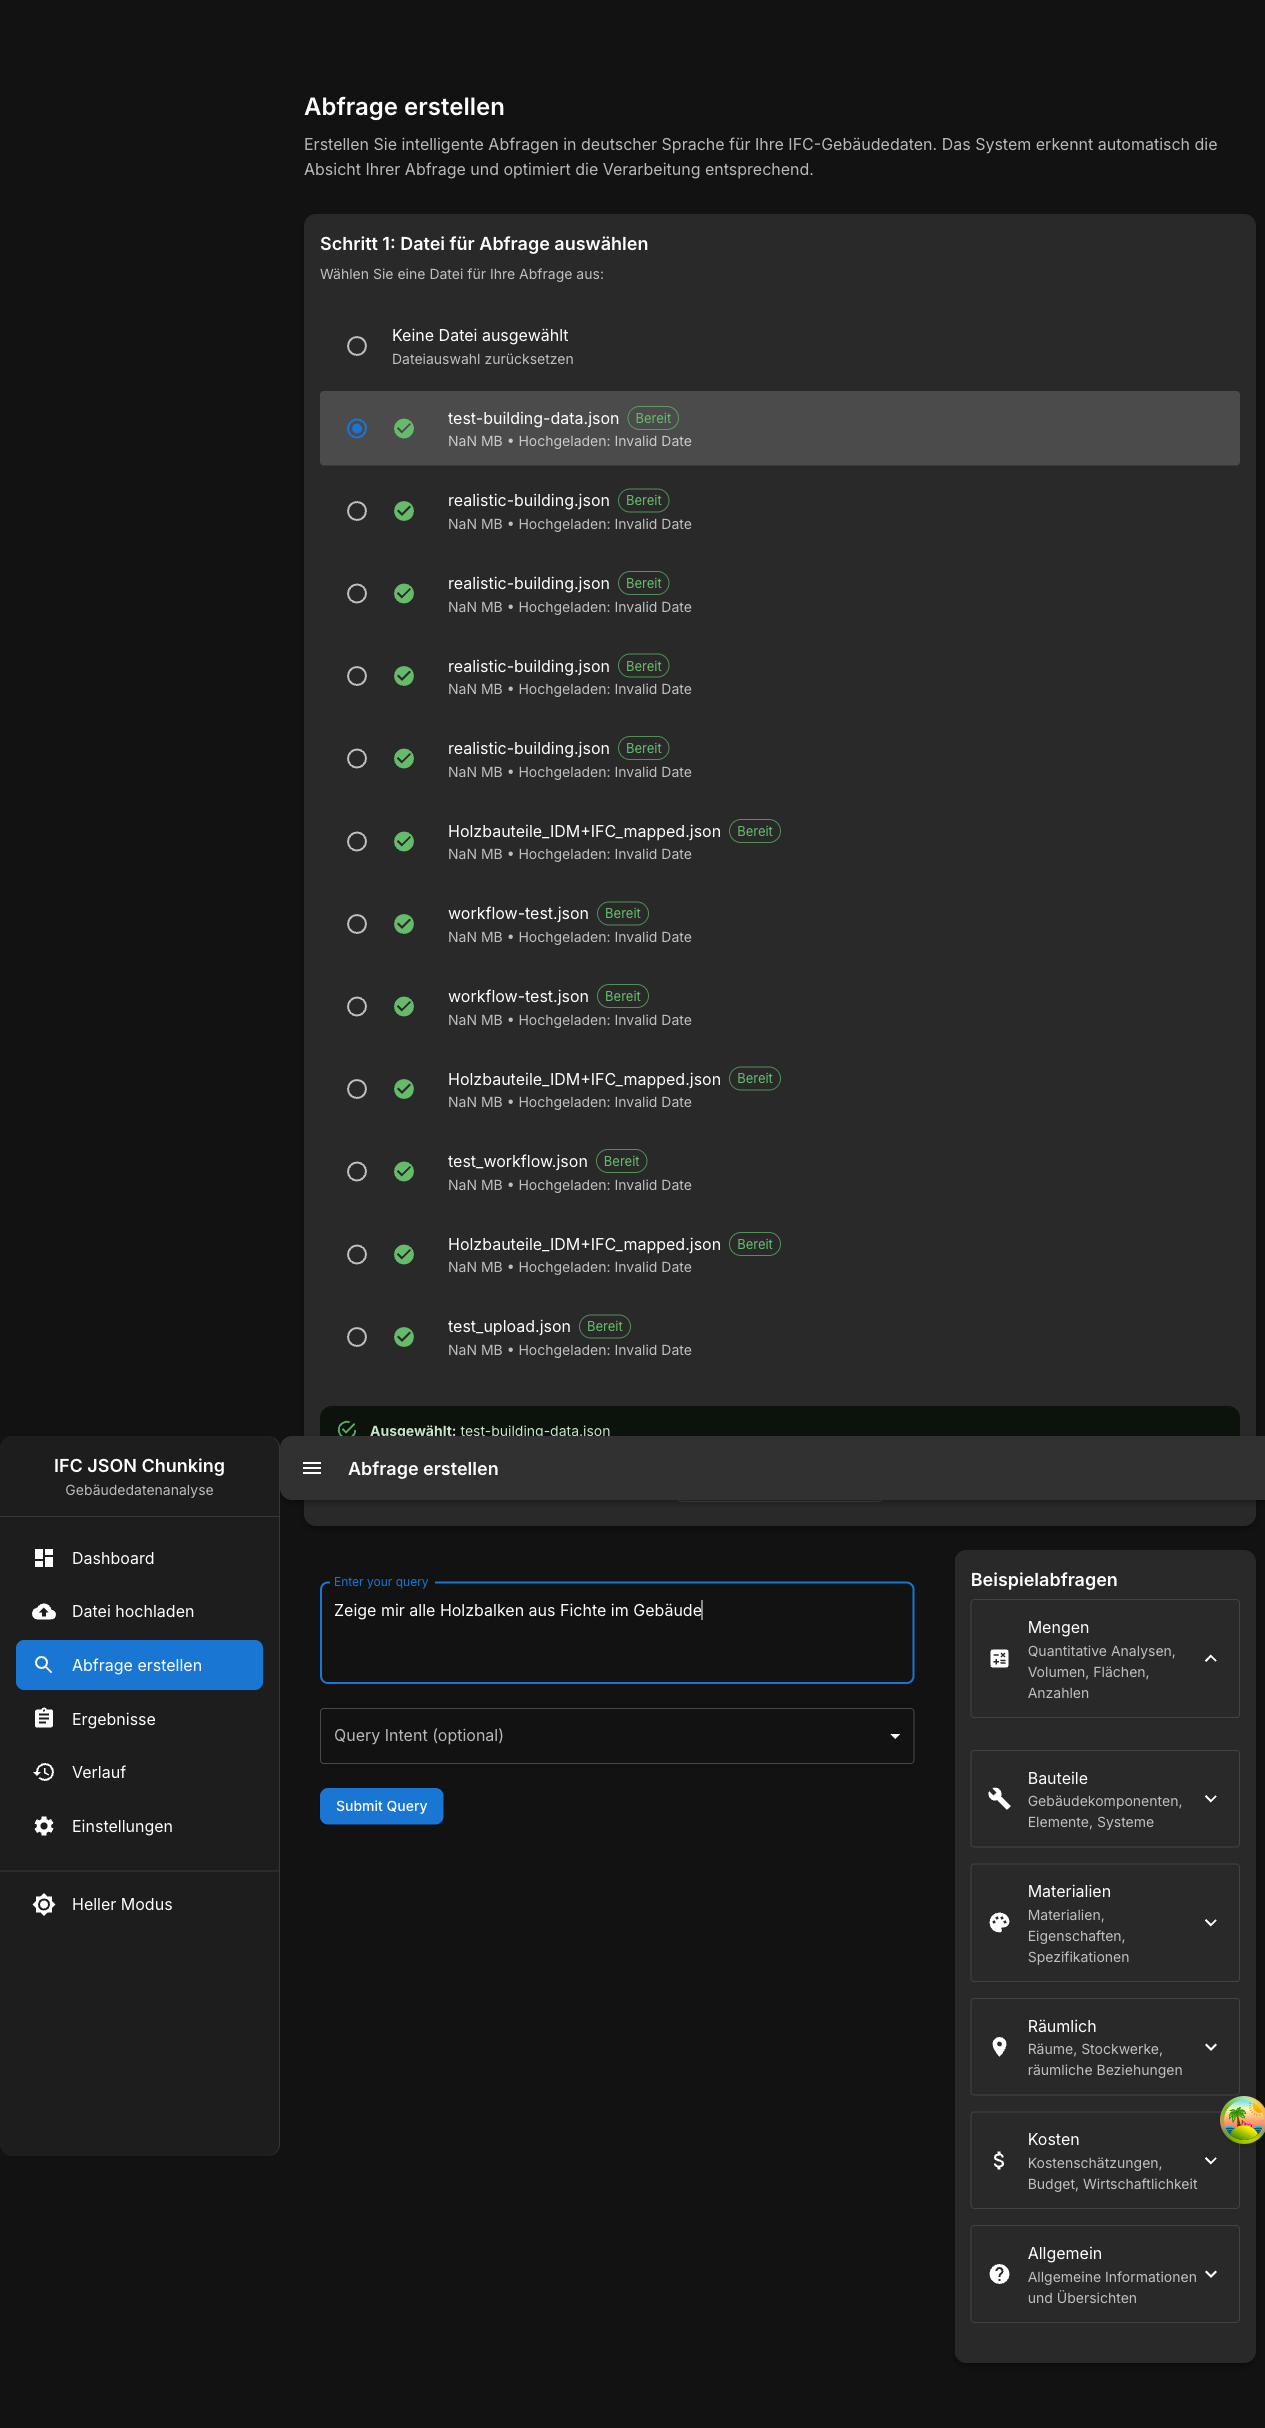 Abfrage erstellen
Erstellen Sie intelligente Abfragen in deutscher Sprache für Ihre IFC-Gebäudedaten. Das System erkennt automatisch die
Absicht Ihrer Abfrage und optimiert die Verarbeitung entsprechend.
Schritt 1: Datei für Abfrage auswählen
Wählen Sie eine Datei für Ihre Abfrage aus:
Keine Datei ausgewählt
Dateiauswahl zurücksetzen
test-building-data.json Bereit
NaN MB • Hochgeladen: Invalid Date
realistic-building.json Bereit
NaN MB • Hochgeladen: Invalid Date
realistic-building.json Bereit
NaN MB • Hochgeladen: Invalid Date
realistic-building.json Bereit
NaN MB • Hochgeladen: Invalid Date
realistic-building.json Bereit
NaN MB • Hochgeladen: Invalid Date
Holzbauteile_IDM+IFC_mapped.json Bereit
NaN MB • Hochgeladen: Invalid Date
workflow-test.json Bereit
NaN MB • Hochgeladen: Invalid Date
workflow-test.json Bereit
NaN MB • Hochgeladen: Invalid Date
Holzbauteile_IDM+IFC_mapped.json Bereit
NaN MB • Hochgeladen: Invalid Date
test_workflow.json Bereit
NaN MB • Hochgeladen: Invalid Date
Holzbauteile_IDM+IFC_mapped.json Bereit
NaN MB • Hochgeladen: Invalid Date
test_upload.json Bereit
NaN MB • Hochgeladen: Invalid Date
Ausgewählt: test-building-data.json
IFC JSON Chunking
Gebäudedatenanalyse
Dashboard
Datei hochladen
Abfrage erstellen
Ergebnisse
Verlauf
Einstellungen
Heller Modus
Abfrage erstellen
Enter your query
Zeige mir alle Holzbalken aus Fichte im Gebäude
Query Intent (optional)
Submit Query
Beispielabfragen
Mengen
Quantitative Analysen,
Volumen, Flächen,
Anzahlen
Bauteile
Gebäudekomponenten,
Elemente, Systeme
Materialien
Materialien,
Eigenschaften,
Spezifikationen
Räumlich
Räume, Stockwerke,
räumliche Beziehungen
Kosten
Kostenschätzungen,
Budget, Wirtschaftlichkeit
Allgemein
Allgemeine Informationen
und Übersichten